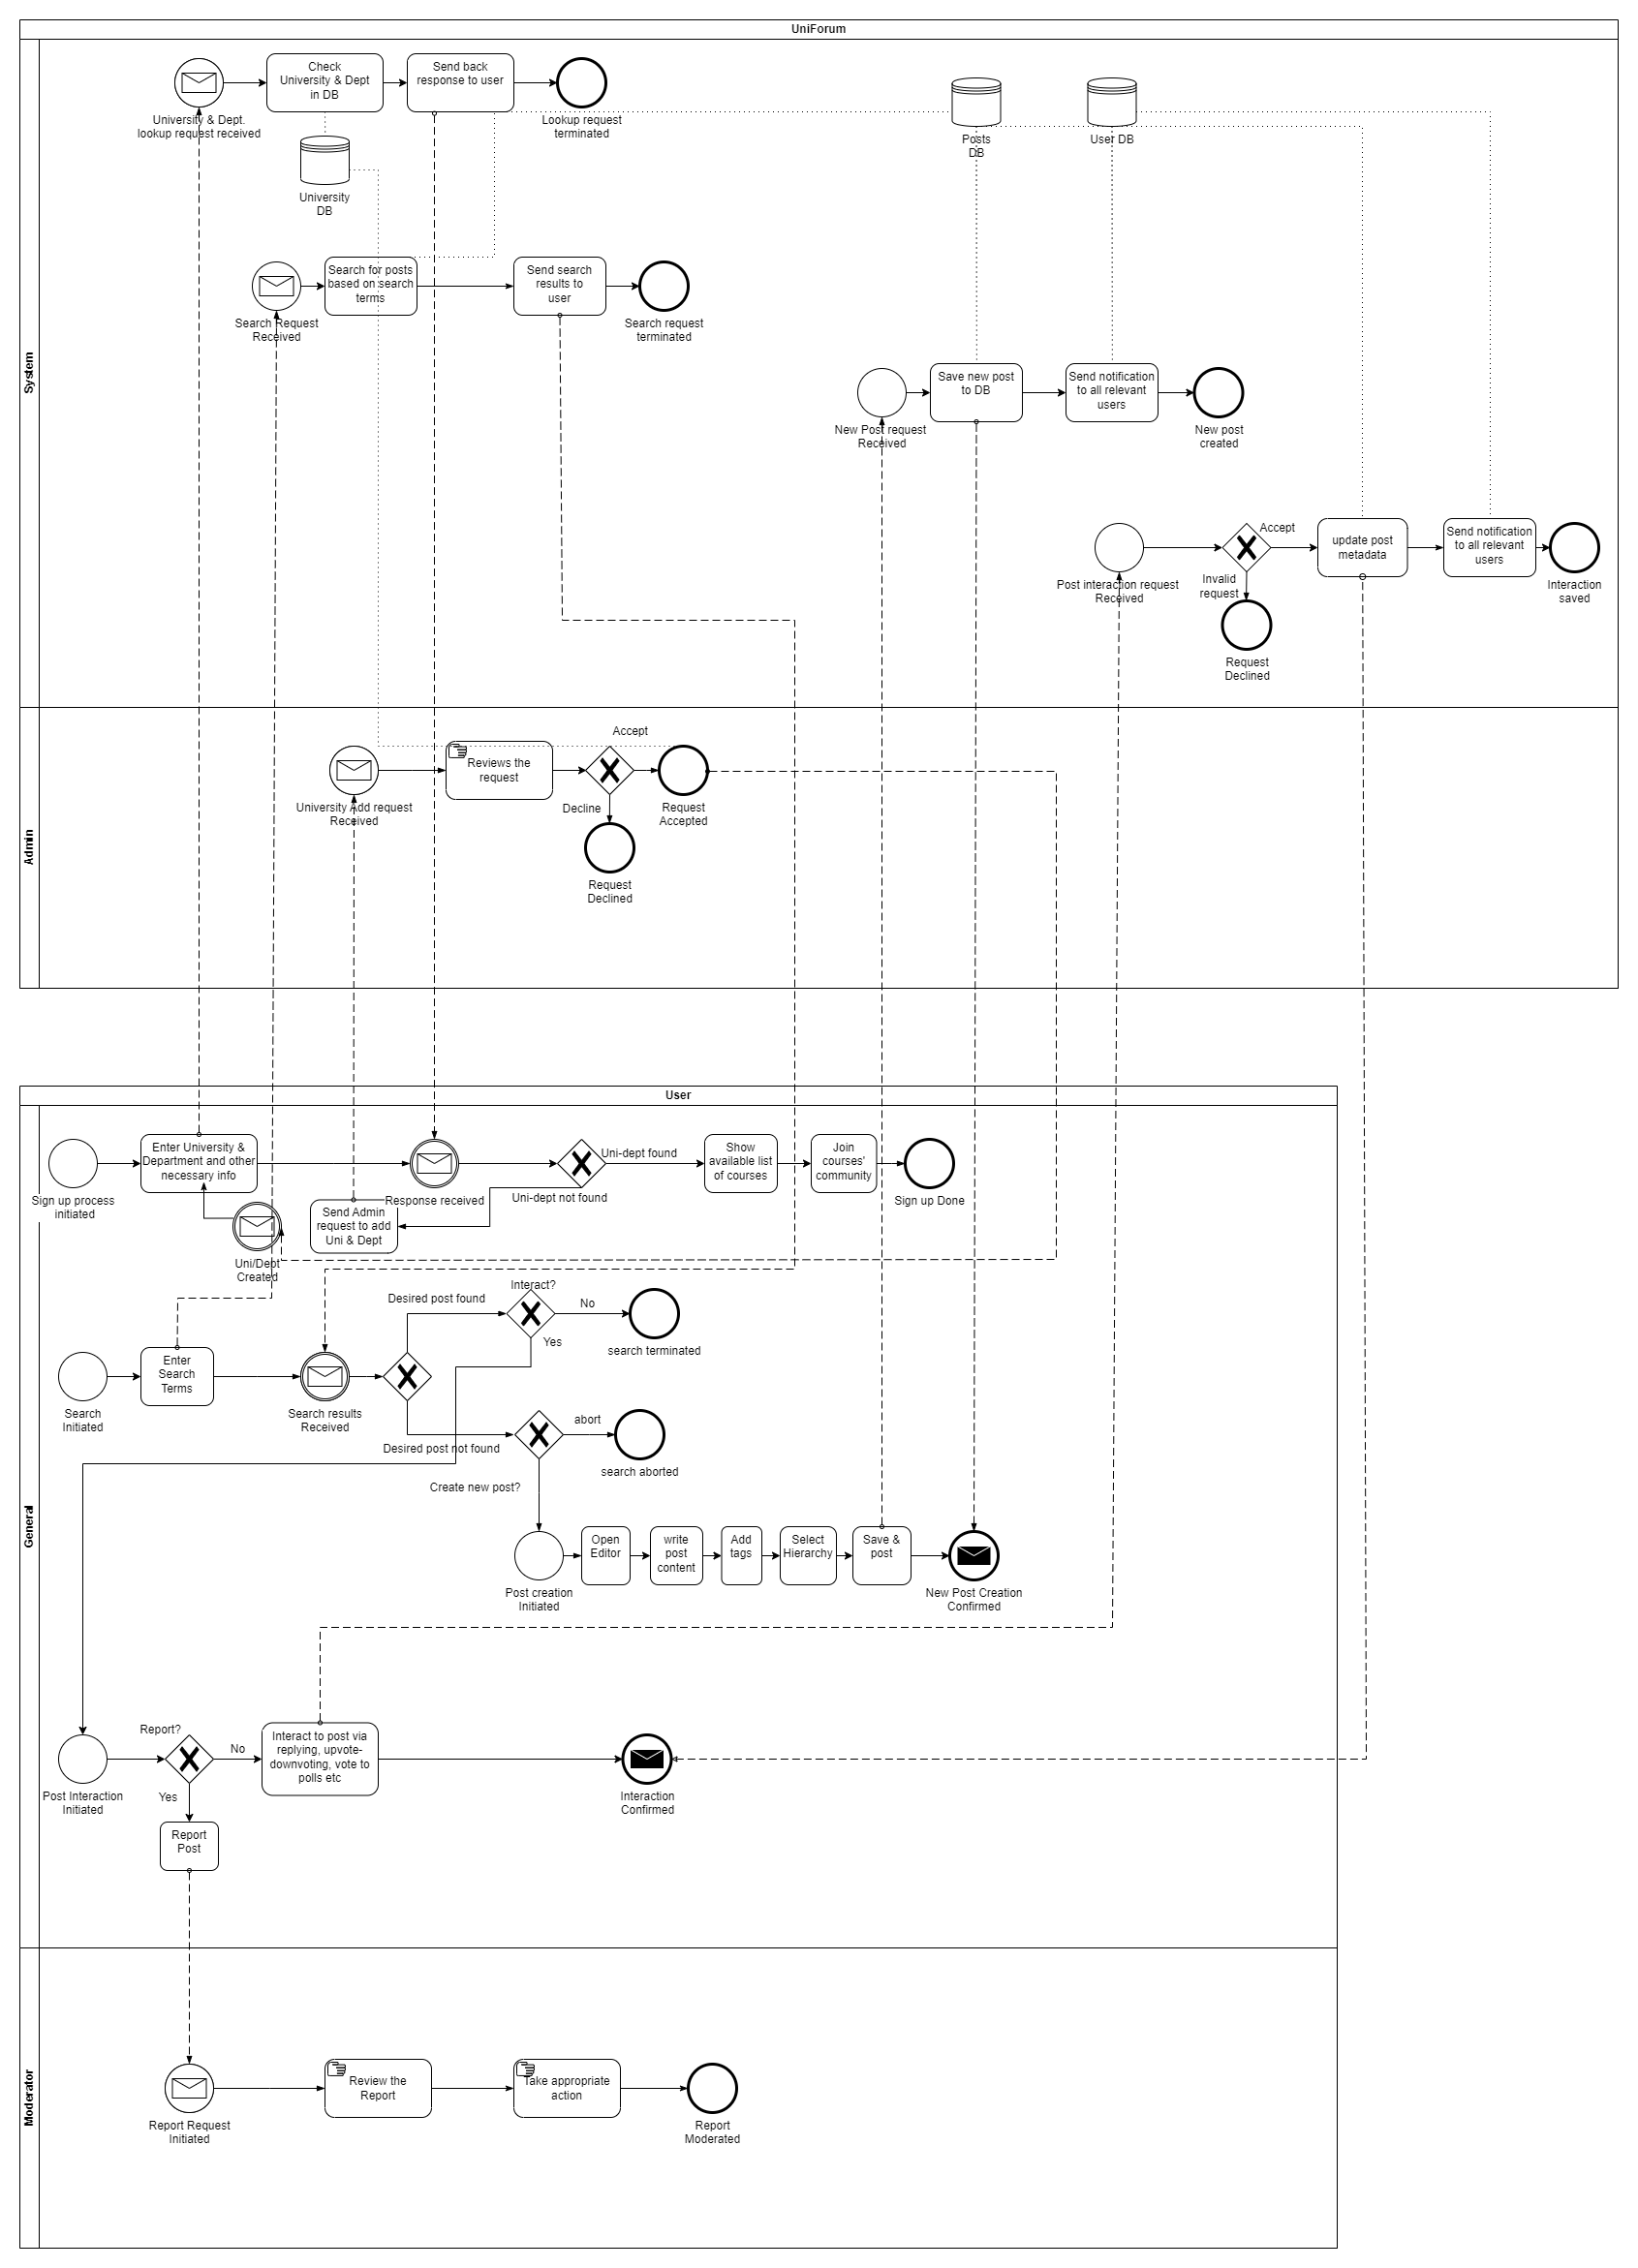 UniForum
System
Check
University & Dept
in DB
Send back
response to user
University & Dept.
lookup request received
Lookup request
terminated
Posts
DB
User DB
University
DB
Search for posts
based on search
terms
Send search
results to
user
Search Request
Received
Search request
terminated
Save new post
to DB
Send notification
to all relevant
users
New Post request
Received
New post
created
Accept
update post
metadata
Send notification
to all relevant
users
Post interaction request
Received
Invalid
request
Interaction
saved
Request
Declined
Admin
Accept
Reviews the
request
University Add request
Received
Decline
Request
Accepted
Request
Declined
User
General
Enter University &
Department and other
necessary info
Uni-dept found
Show
available list
of courses
Join
courses'
community
Sign up process
initiated
Response received
Uni-dept not found
Sign up Done
Send Admin
request to add
Uni & Dept
Uni/Dept
Created
Interact?
Desired post found
No
Yes
search terminated
Enter
Search
Terms
Search
Initiated
Search results
Received
abort
Desired post not found
search aborted
Create new post?
Open
Editor
write
post
content
Add
tags
Select
Hierarchy
Save &
post
Post creation
Initiated
New Post Creation
Confirmed
Report?
No
Interact to post via
replying, upvote-
downvoting, vote to
polls etc
Yes
Post Interaction
Initiated
Interaction
Confirmed
Report
Post
Moderator
Review the
Report
Take appropriate
action
Report Request
Initiated
Report
Moderated